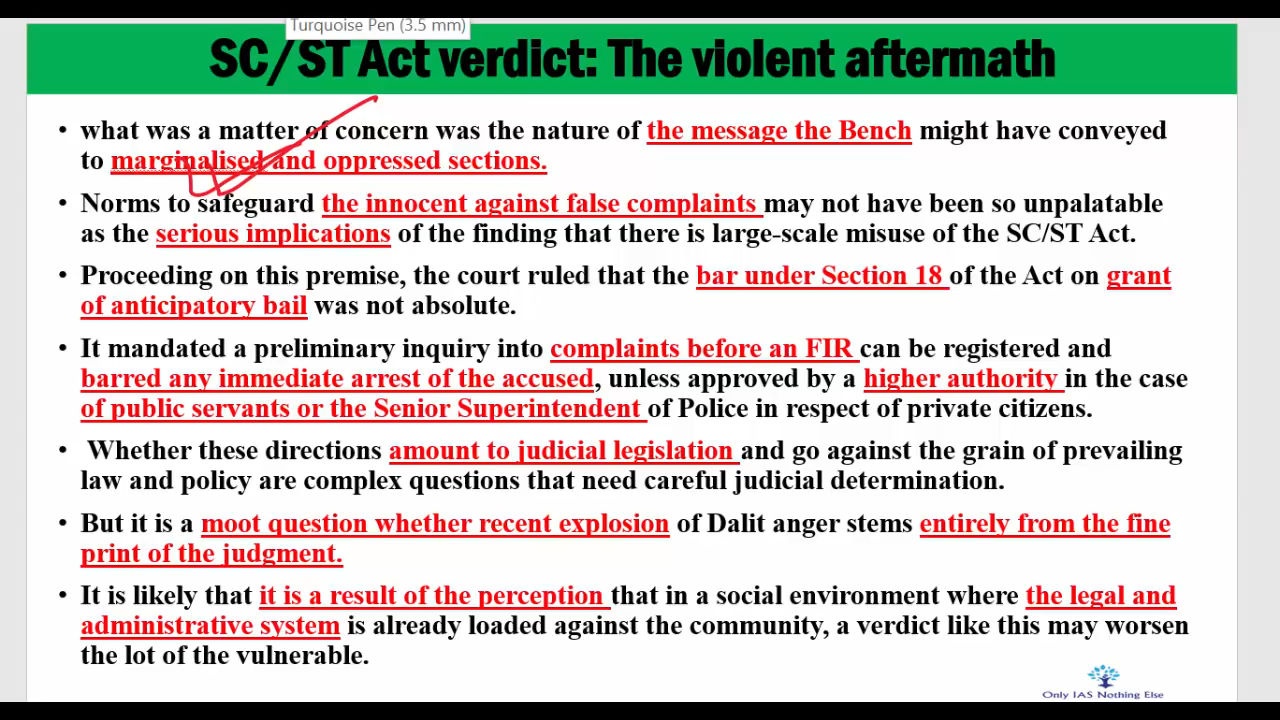 Turquoise Pen (3.5 mm)
SC/ST Act verdict: The violent aftermath
• what was a matter of concern was the nature of the message the Bench might have conveyed
to marginalised and oppressed sections.
• Norms to safeguard the innocent against false complaints may not have been so unpalatable
as the serious implications of the finding that there is large-scale misuse of the SC/ST Act.
• Proceeding on this premise, the court ruled that the bar under Section 18 of the Act on grant
of anticipatory bail was not absolute.
• It mandated a preliminary inquiry into complaints before an FIR can be registered and
barred any immediate arrest of the accused, unless approved by a higher authority in the case
of public servants or the Senior Superintendent of Police in respect of private citizens.
• Whether these directions amount to judicial legislation and go against the grain of prevailing
law and policy are complex questions that need careful judicial determination.
• But it is a moot question whether recent explosion of Dalit anger stems entirely from the fine
print of the judgment.
• It is likely that it is a result of the perception that in a social environment where the legal and
administrative system is already loaded against the community, a verdict like this may worsen
the lot of the vulnerable.
Only IAS Nothing Else